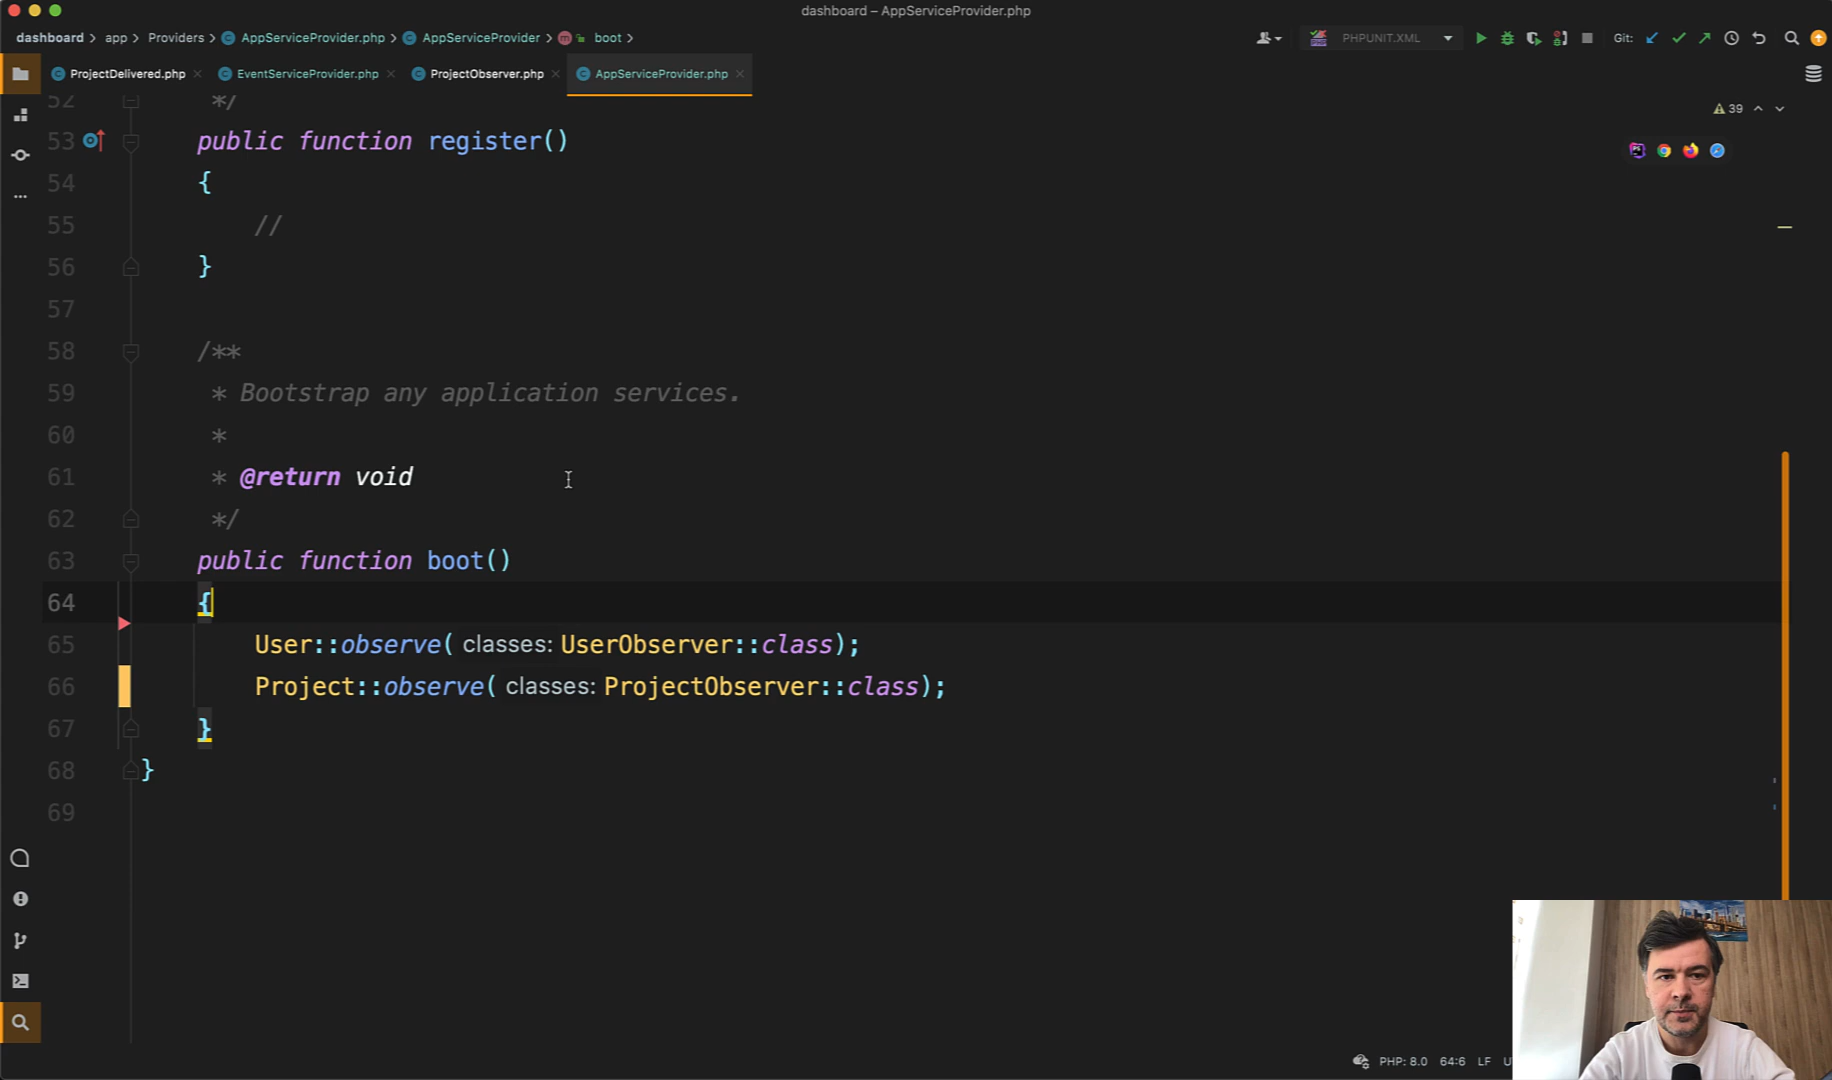 dashboard – AppServiceProvider.php
dashboard app Providers AppServiceProvider.php AppServiceProvider boot
PHPUNIT.XML Git:
ProjectDelivered.php EventServiceProvider.php ProjectObserver.php AppServiceProvider.php
39
52 */
53 public function register()
54 {
55 //
56 }
57
58 /**
59 * Bootstrap any application services.
60 *
61 * @return void
62 */
63 public function boot()
64 {
65 User::observe( classes: UserObserver::class);
66 Project::observe( classes: ProjectObserver::class);
67 }
68 }
69
PHP: 8.0 64:6 LF